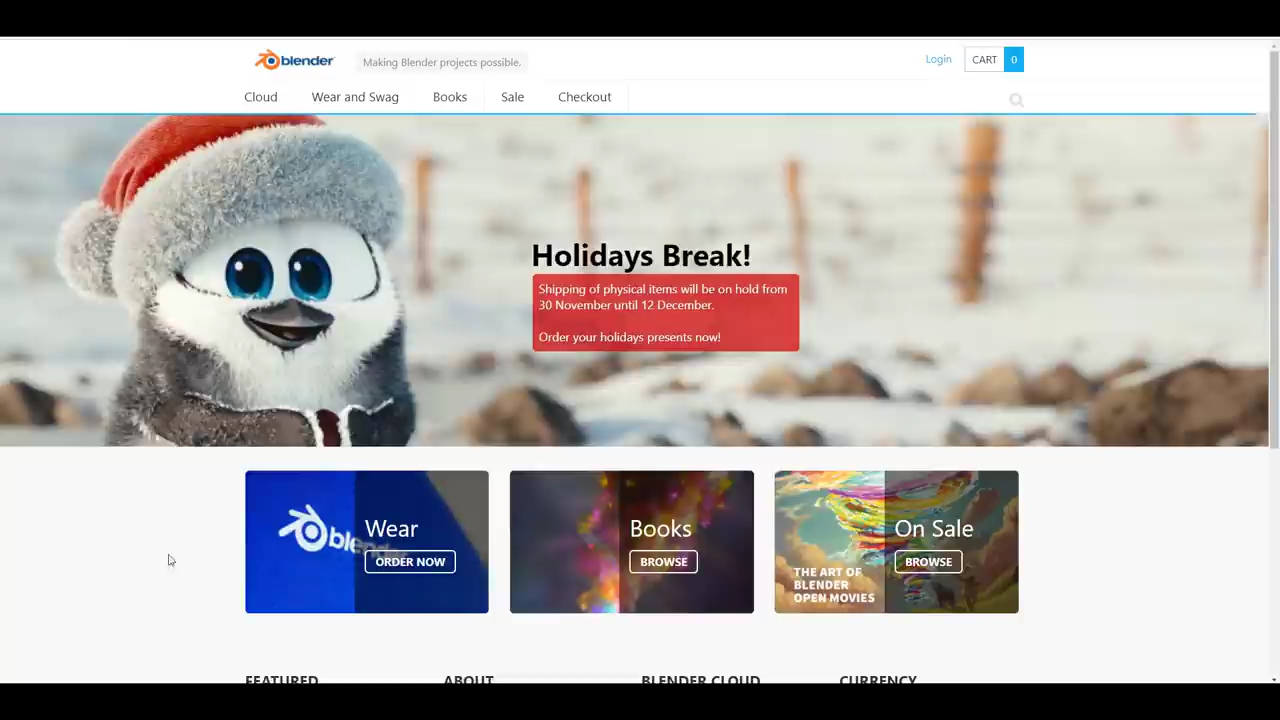 blender
Making Blender projects possible.
Login
CART 0
Cloud Wear and Swag Books Sale Checkout
Holidays Break!
Shipping of physical items will be on hold from
30 November until 12 December.
Order your holidays presents now!
Wear
ORDER NOW
Books
BROWSE
On Sale
BROWSE
THE ART OF
BLENDER
OPEN MOVIES
FEATURED ABOUT BLENDER CLOUD CURRENCY